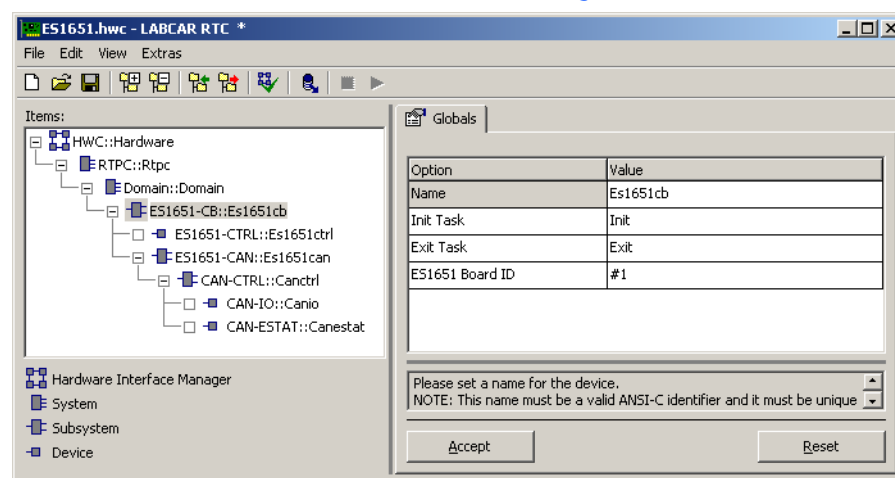 ES1651.hwc - LABCAR RTC *
File Edit View Extras
Items:
HWC::Hardware
RTPC::Rtpc
Domain::Domain
ES1651-CB::Es1651cb
ES1651-CTRL::Es1651ctrl
ES1651-CAN::Es1651can
CAN-CTRL::Canctrl
CAN-IO::Canio
CAN-ESTAT::Canestat
Hardware Interface Manager
System
Subsystem
Device
Globals
Option Value
Name Es1651cb
Init Task Init
Exit Task Exit
ES1651 Board ID #1
Please set a name for the device.
NOTE: This name must be a valid ANSI-C identifier and it must be unique
Accept Reset